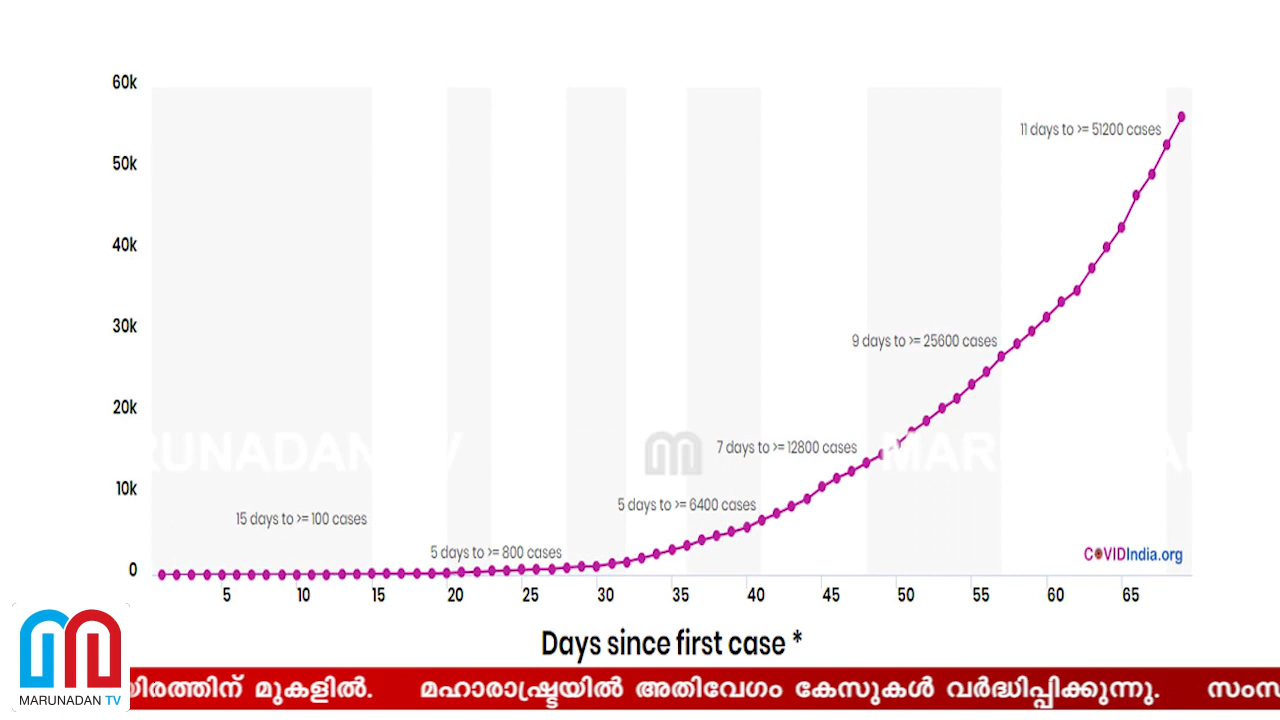 60k
50k
40k
30k
20k
10k
0
11 days to >= 51200 cases
9 days to >= 25600 cases
7 days to >= 12800 cases
5 days to >= 6400 cases
15 days to >= 100 cases
5 days to >= 800 cases
COVIDIndia.org
5 10 15 20 25 30 35 40 45 50 55 60 65
Days since first case *
MARUNADAN TV
മുകളിൽ. മഹാരാഷ്ട്രയിൽ അതിവേഗം കേസുകൾ വർദ്ധിപ്പിക്കുന്നു.